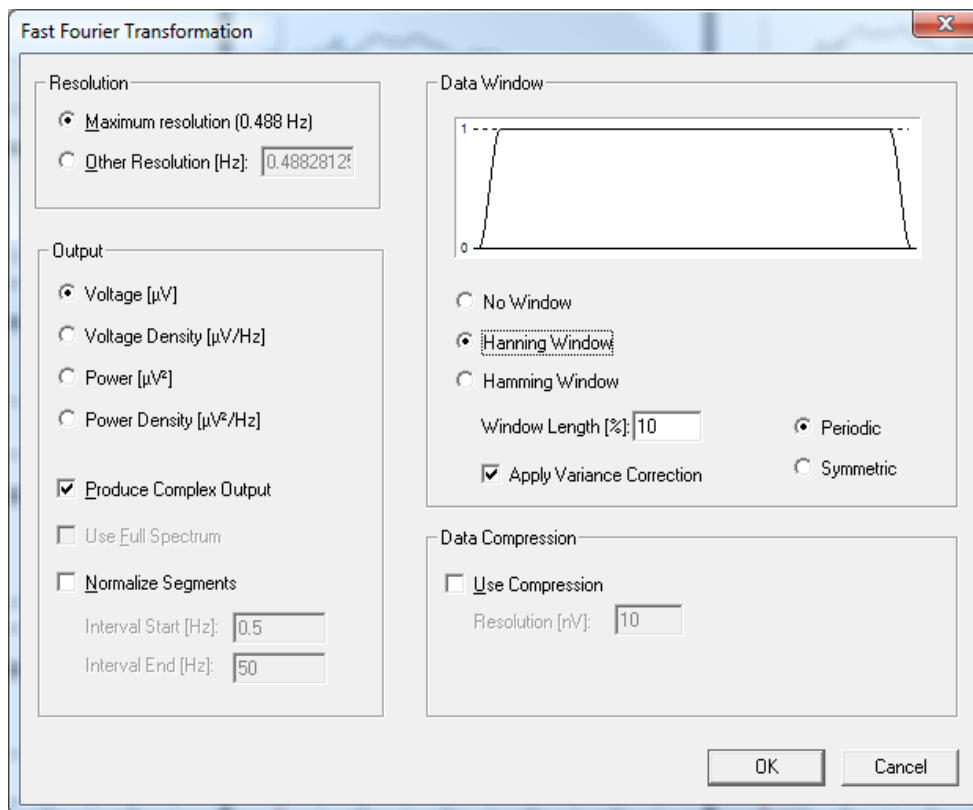 Fast Fourier Transformation
X
Resolution
Maximum resolution (0.488 Hz)
Other Resolution [Hz]: 0.48828125
Output
Voltage [µV]
Voltage Density [µV/Hz]
Power [µV²]
Power Density [µV²/Hz]
Produce Complex Output
Use Full Spectrum
Normalize Segments
Interval Start [Hz]: 0.5
Interval End [Hz]: 50
Data Window
1
0
No Window
Hanning Window
Hamming Window
Window Length [%]: 10
Periodic
Apply Variance Correction
Symmetric
Data Compression
Use Compression
Resolution [nV]: 10
OK Cancel